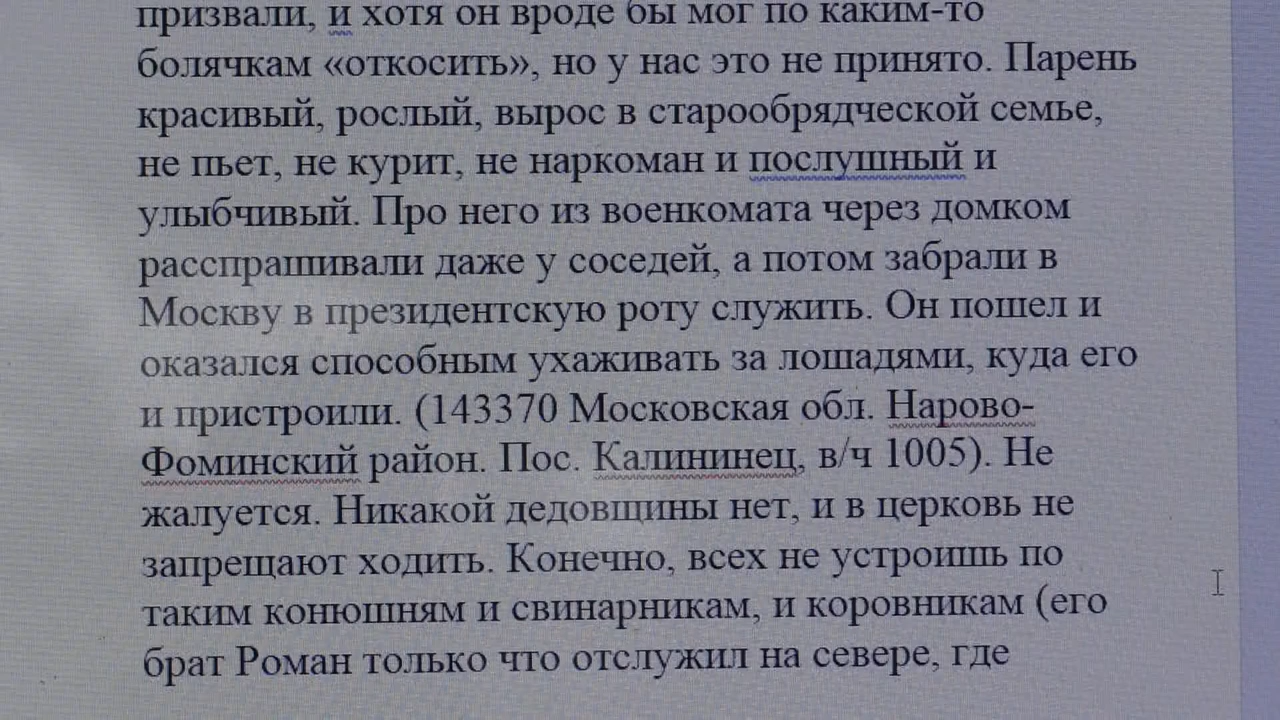 призвали, и хотя он вроде бы мог по каким-то
болячкам «откосить», но у нас это не принято. Парень
красивый, рослый, вырос в старообрядческой семье,
не пьет, не курит, не наркоман и послушный и
улыбчивый. Про него из военкомата через домком
расспрашивали даже у соседей, а потом забрали в
Москву в президентскую роту служить. Он пошел и
оказался способным ухаживать за лошадями, куда его
и пристроили. (143370 Московская обл. Нарово-
Фоминский район. Пос. Калининец, в/ч 1005). Не
жалуется. Никакой дедовщины нет, и в церковь не
запрещают ходить. Конечно, всех не устроишь по
таким конюшням и свинарникам, и коровникам (его
брат Роман только что отслужил на севере, где